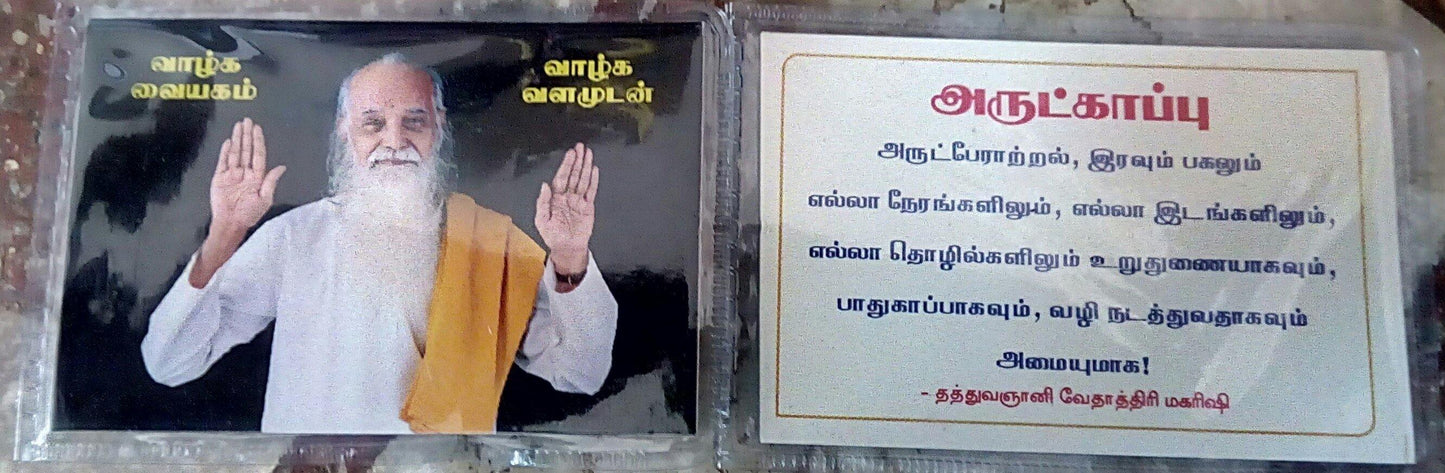 வாழ்க
வையகம்
வாழ்க
வளமுடன்
அருட்காப்பு
அருட்பேராற்றல், இரவும் பகலும்
எல்லா நேரங்களிலும், எல்லா இடங்களிலும்,
எல்லா தொழில்களிலும் உறுதுணையாகவும்,
பாதுகாப்பாகவும், வழி நடத்துவதாகவும்
அமையுமாக!
- தத்துவஞானி வேதாத்திரி மகரிஷி